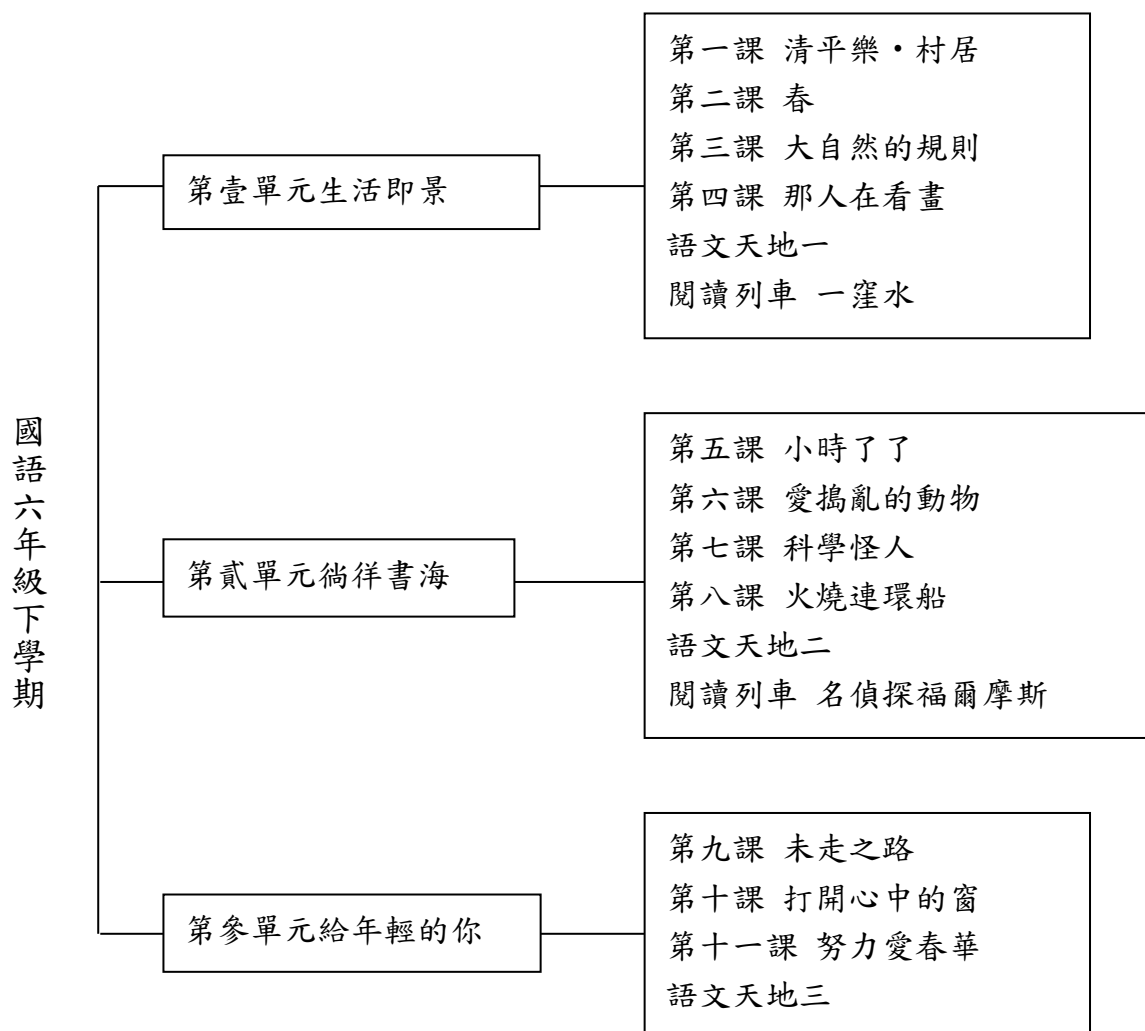 國語六年級下學期
第壹單元生活即景
第一課 清平樂・村居
第二課 春
第三課 大自然的規則
第四課 那人在看畫
語文天地一
閱讀列車 一窪水
第貳單元徜徉書海
第五課 小時了了
第六課 愛搗亂的動物
第七課 科學怪人
第八課 火燒連環船
語文天地二
閱讀列車 名偵探福爾摩斯
第參單元給年輕的你
第九課 未走之路
第十課 打開心中的窗
第十一課 努力愛春華
語文天地三